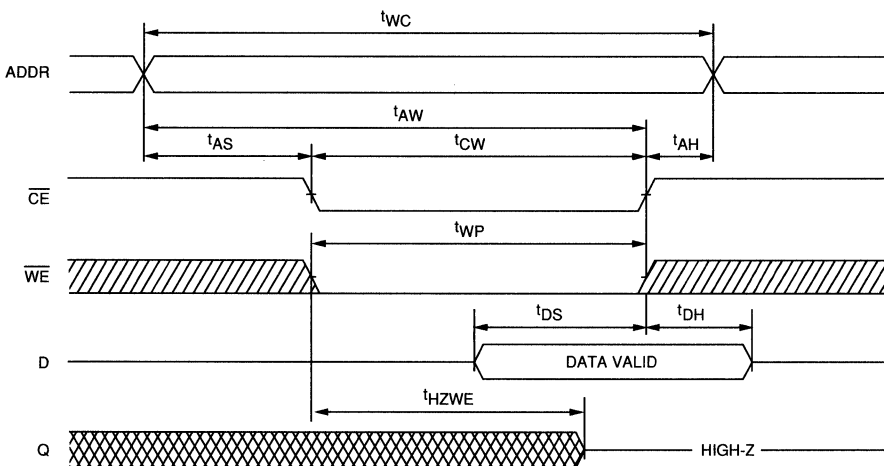 tWC
ADDR
tAW
tAS tCW tAH
CE
tWP
WE
tDS tDH
D DATA VALID
tHZWE
Q HIGH-Z